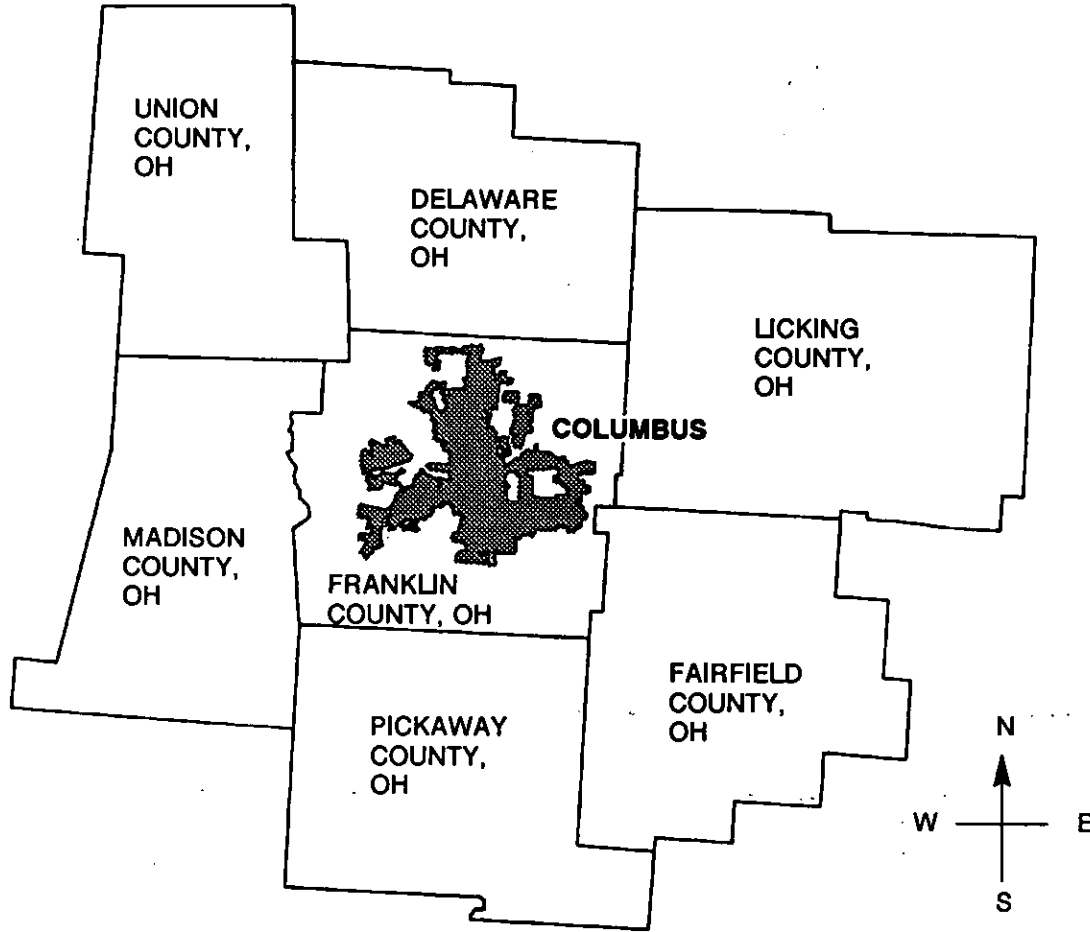 UNION
COUNTY,
OH
DELAWARE
COUNTY,
OH
LICKING
COUNTY,
OH
COLUMBUS
MADISON
COUNTY,
OH
FRANKLIN
COUNTY, OH
FAIRFIELD
COUNTY,
OH
PICKAWAY
COUNTY,
OH
N
W
E
S